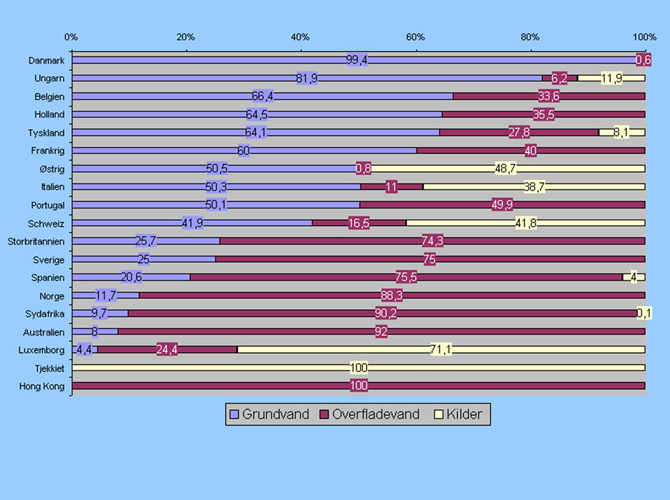 0% 20% 40% 60% 80% 100%
Danmark 99,4 0,6
Ungarn 81,9 6,2 11,9
Belgien 66,4 33,6
Holland 64,5 35,5
Tyskland 64,1 27,8 8,1
Frankrig 60 40
Østrig 50,5 0,8 48,7
Italien 50,3 11 38,7
Portugal 50,1 49,9
Schweiz 41,9 16,5 41,8
Storbritannien 25,7 74,3
Sverige 25 75
Spanien 20,6 75,5 4
Norge 11,7 88,3
Sydafrika 9,7 90,2 0,1
Australien 8 92
Luxemborg 4,4 24,4 71,1
Tjekkiet 100
Hong Kong 100
Grundvand Overfladevand Kilder